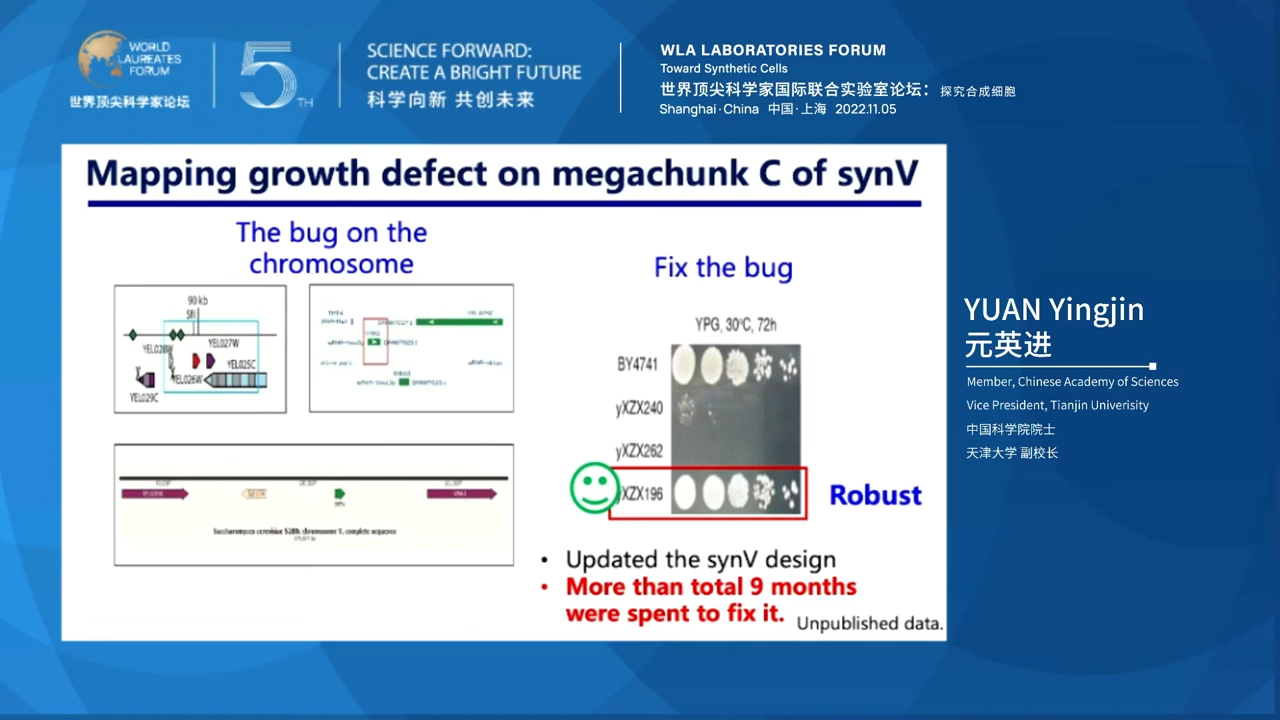 WORLD
LAUREATES
FORUM
世界顶尖科学家论坛
5TH
SCIENCE FORWARD:
CREATE A BRIGHT FUTURE
科学向新 共创未来
WLA LABORATORIES FORUM
Toward Synthetic Cells
世界顶尖科学家国际联合实验室论坛：探究合成细胞
Shanghai·China 中国·上海 2022.11.05
Mapping growth defect on megachunk C of synV
The bug on the
chromosome
90 kb
YEL028W
YEL027W
YEL026W
YEL025C
YEL029C
Saccharomyces cerevisiae S288c chromosome V, complete sequence
Fix the bug
YPG, 30℃, 72h
BY4741
yXZX240
yXZX262
XZX196
Robust
• Updated the synV design
• More than total 9 months
were spent to fix it.
Unpublished data.
YUAN Yingjin
元英进
Member, Chinese Academy of Sciences
Vice President, Tianjin Univerisity
中国科学院院士
天津大学 副校长